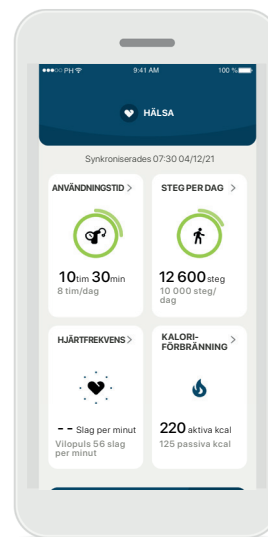 PH 9:41 AM 100 %
HÄLSA
Synkroniserades 07:30 04/12/21
ANVÄNDNINGSTID >
10tim 30min
8 tim/dag
STEG PER DAG >
12 600 steg
10 000 steg/
dag
HJÄRTFREKVENS >
-- Slag per minut
Vilopuls 56 slag
per minut
KALORI-
FÖRBRÄNNING >
220 aktiva kcal
125 passiva kcal